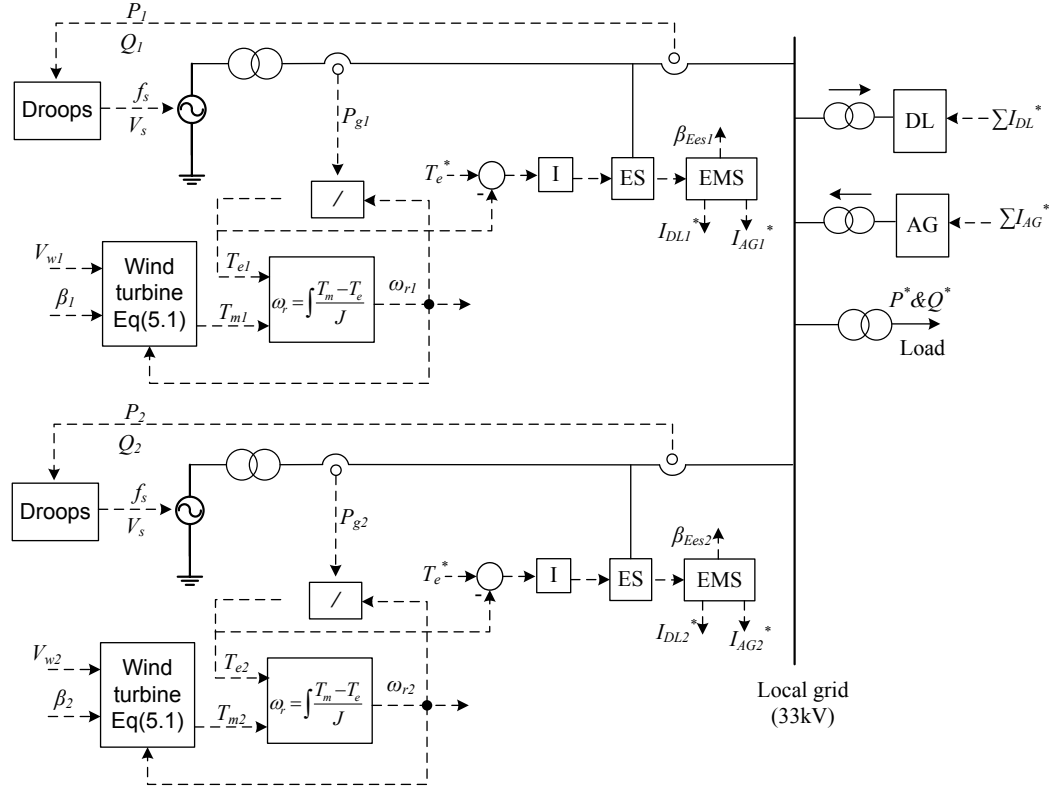 P1
Q1
Droops
fs
Vs
Pg1
/
Te*
-
I
ES
EMS
βEes1
IDL1*
IAG1*
Vw1
β1
Wind
turbine
Eq(5.1)
Te1
Tm1
ωr = ∫ (Tm − Te) / J
ωr1
DL
∑IDL*
AG
∑IAG*
P*&Q*
Load
P2
Q2
Droops
fs
Vs
Pg2
/
Te*
-
I
ES
EMS
βEes2
IDL2*
IAG2*
Vw2
β2
Wind
turbine
Eq(5.1)
Te2
Tm2
ωr = ∫ (Tm − Te) / J
ωr2
Local grid
(33kV)